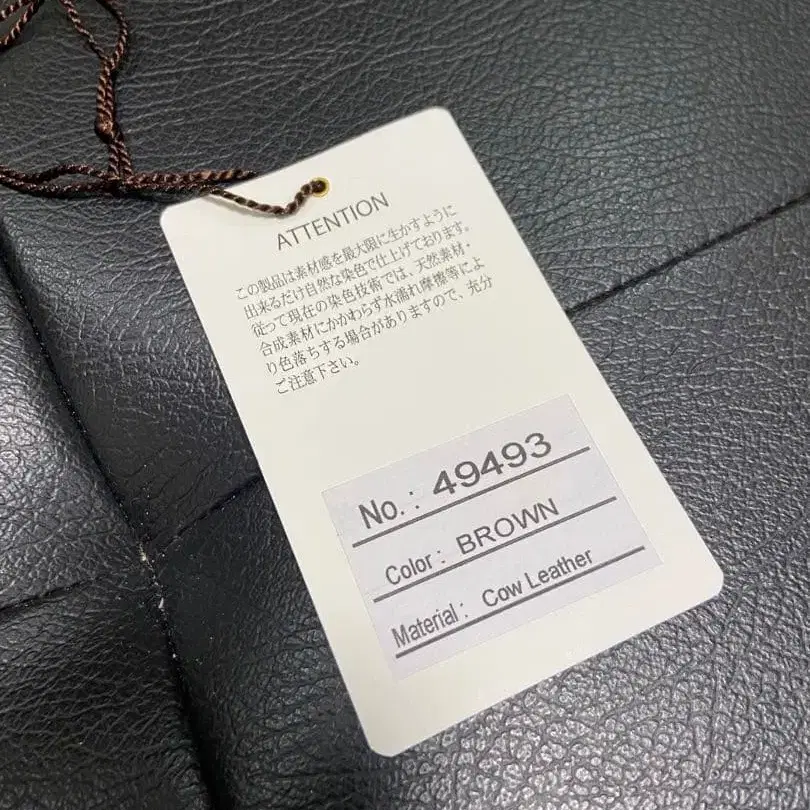 ATTENTION
この製品は素材感を最大限に生かすように
出来るだけ自然な染色で仕上げております。
従って現在の染色技術では、天然素材・
合成素材にかかわらず水濡れ摩擦等によ
り色落ちする場合がありますので、充分
ご注意下さい。
No.: 49493
Color: BROWN
Material: Cow Leather